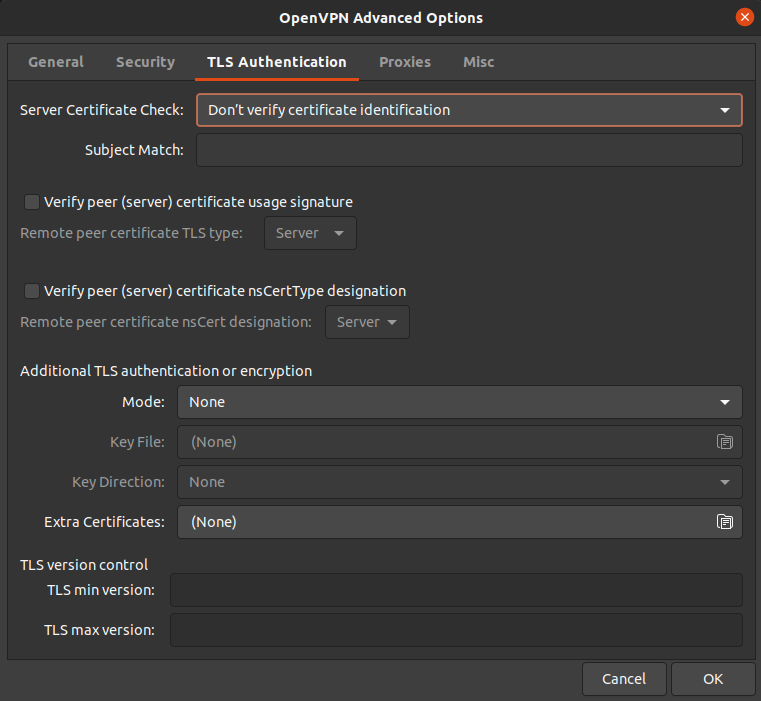 OpenVPN Advanced Options
General Security TLS Authentication Proxies Misc
Server Certificate Check: Don't verify certificate identification
Subject Match:
Verify peer (server) certificate usage signature
Remote peer certificate TLS type: Server
Verify peer (server) certificate nsCertType designation
Remote peer certificate nsCert designation: Server
Additional TLS authentication or encryption
Mode: None
Key File: (None)
Key Direction: None
Extra Certificates: (None)
TLS version control
TLS min version:
TLS max version:
Cancel OK